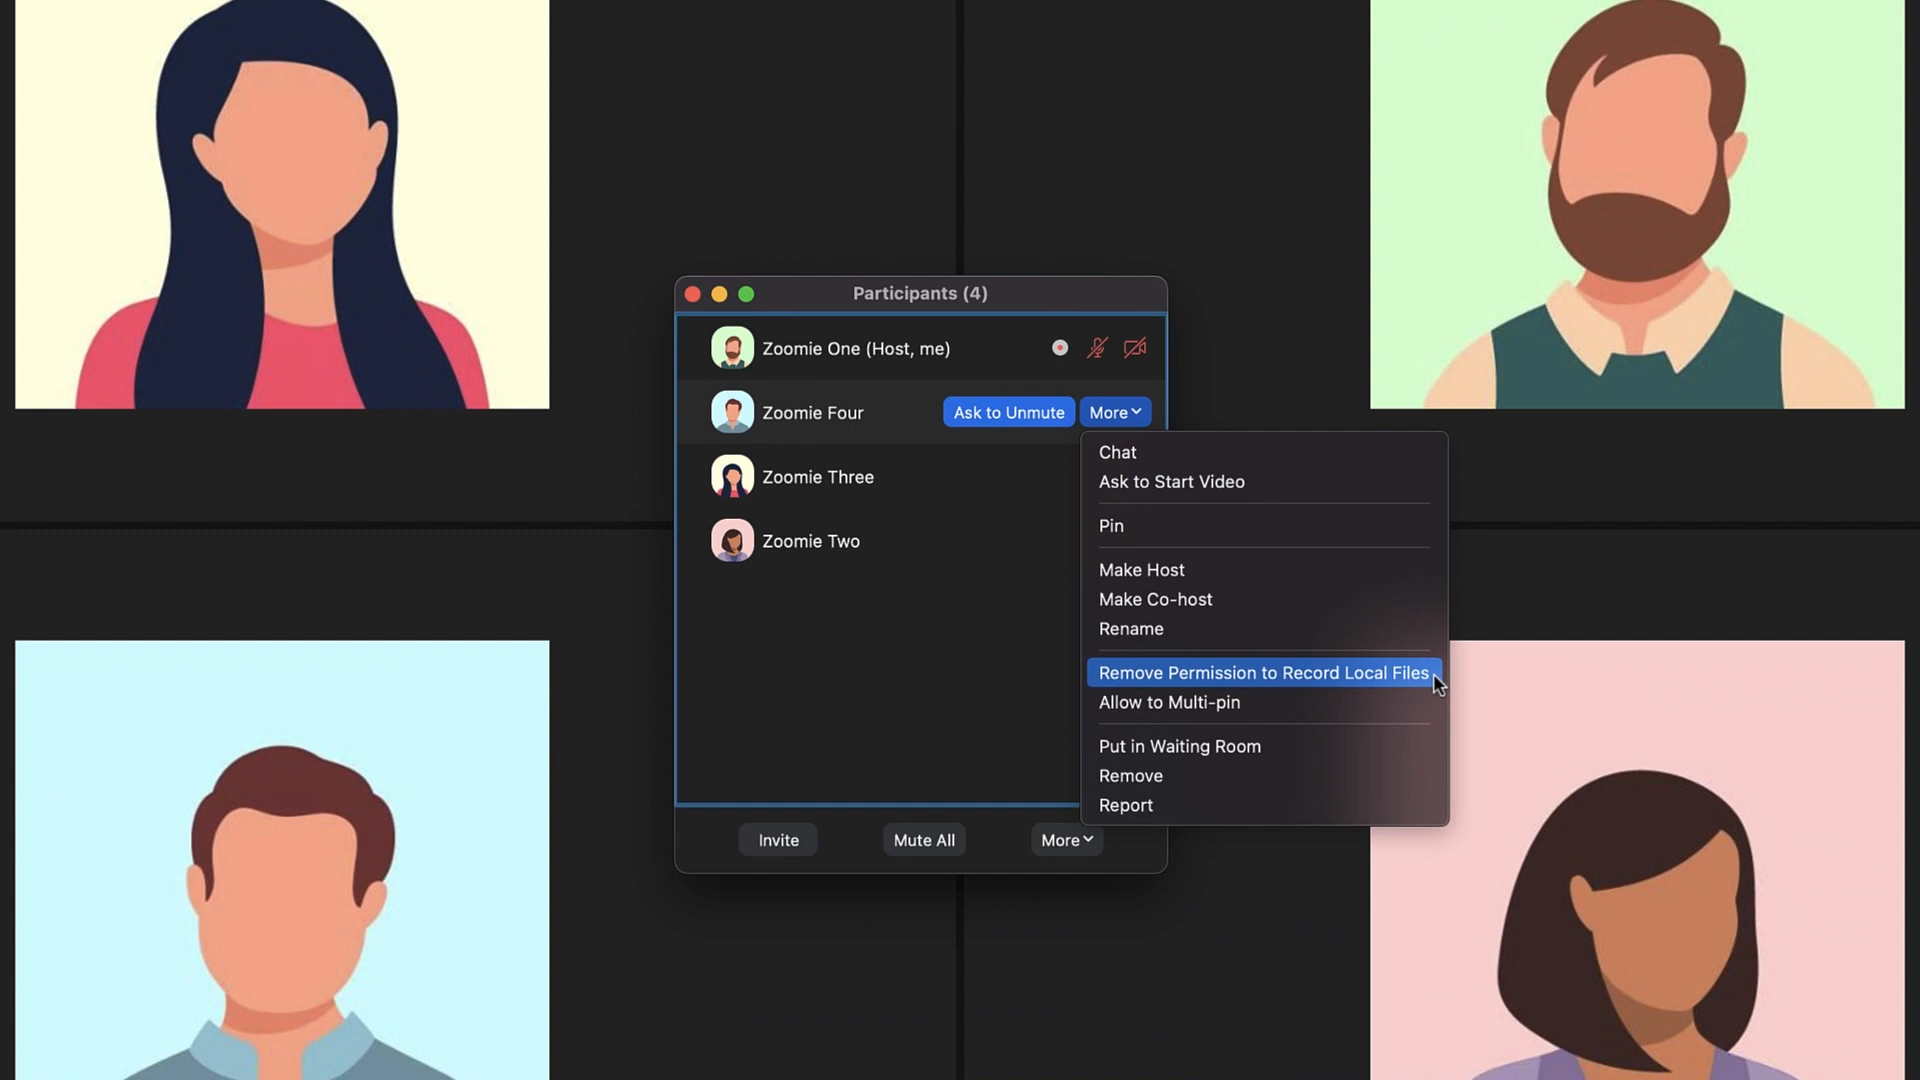 Participants (4)
Zoomie One (Host, me)
Zoomie Four
Ask to Unmute
More
Zoomie Three
Zoomie Two
Chat
Ask to Start Video
Pin
Make Host
Make Co-host
Rename
Remove Permission to Record Local Files
Allow to Multi-pin
Put in Waiting Room
Remove
Report
Invite
Mute All
More